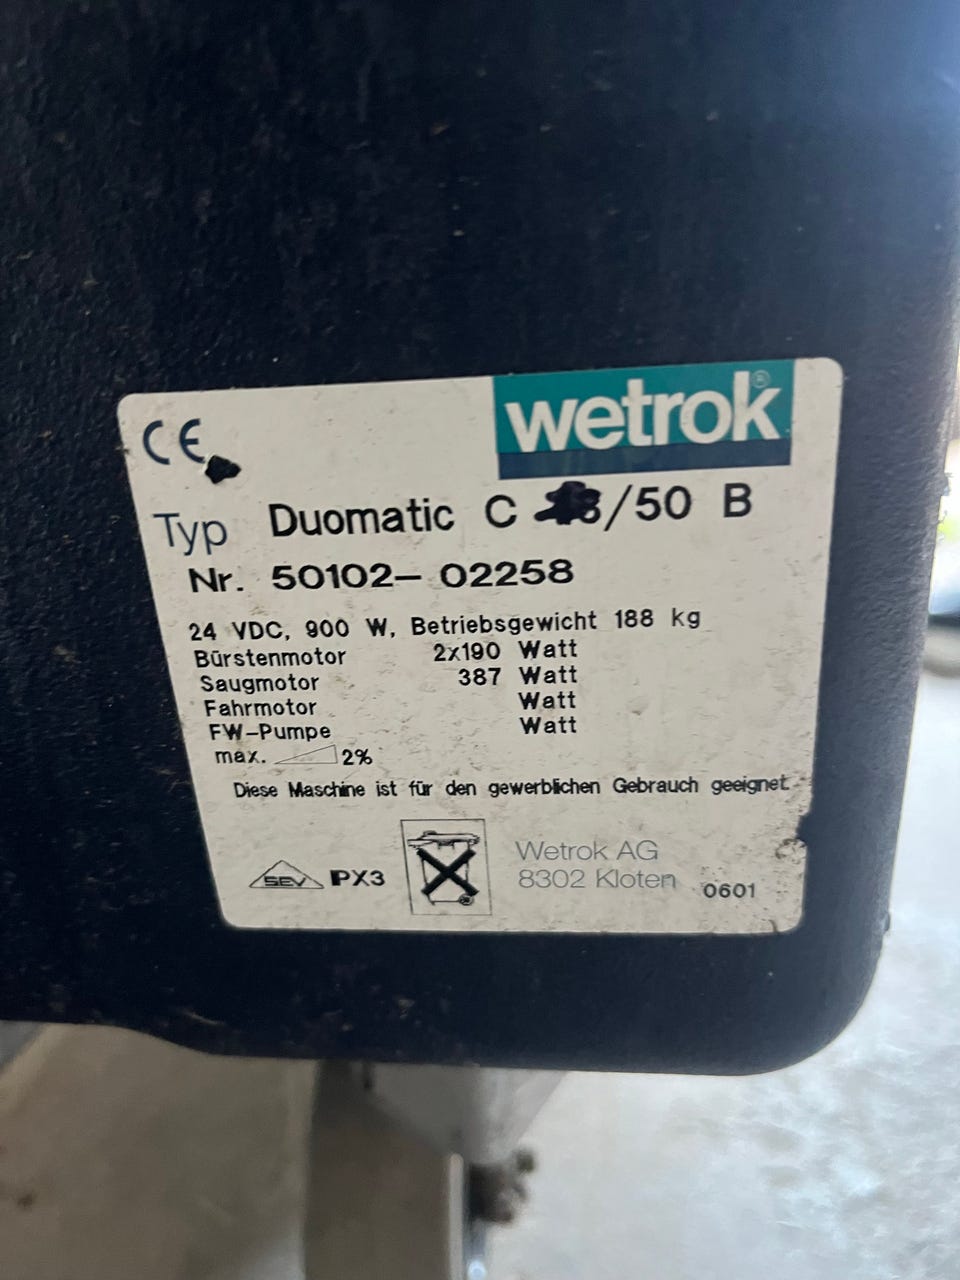 CE
wetrok®
Typ Duomatic C /50 B
Nr. 50102-02258
24 VDC, 900 W, Betriebsgewicht 188 kg
Bürstenmotor 2x190 Watt
Saugmotor 387 Watt
Fahrmotor Watt
FW-Pumpe Watt
max. 2%
Diese Maschine ist für den gewerblichen Gebrauch geeignet.
SEV IPX3
Wetrok AG
8302 Kloten 0601